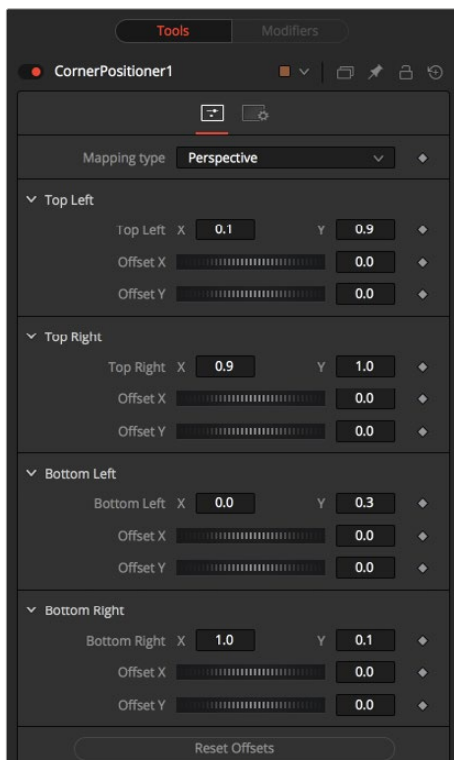 Tools Modifiers
CornerPositioner1
Mapping type Perspective
Top Left
Top Left X 0.1 Y 0.9
Offset X 0.0
Offset Y 0.0
Top Right
Top Right X 0.9 Y 1.0
Offset X 0.0
Offset Y 0.0
Bottom Left
Bottom Left X 0.0 Y 0.3
Offset X 0.0
Offset Y 0.0
Bottom Right
Bottom Right X 1.0 Y 0.1
Offset X 0.0
Offset Y 0.0
Reset Offsets